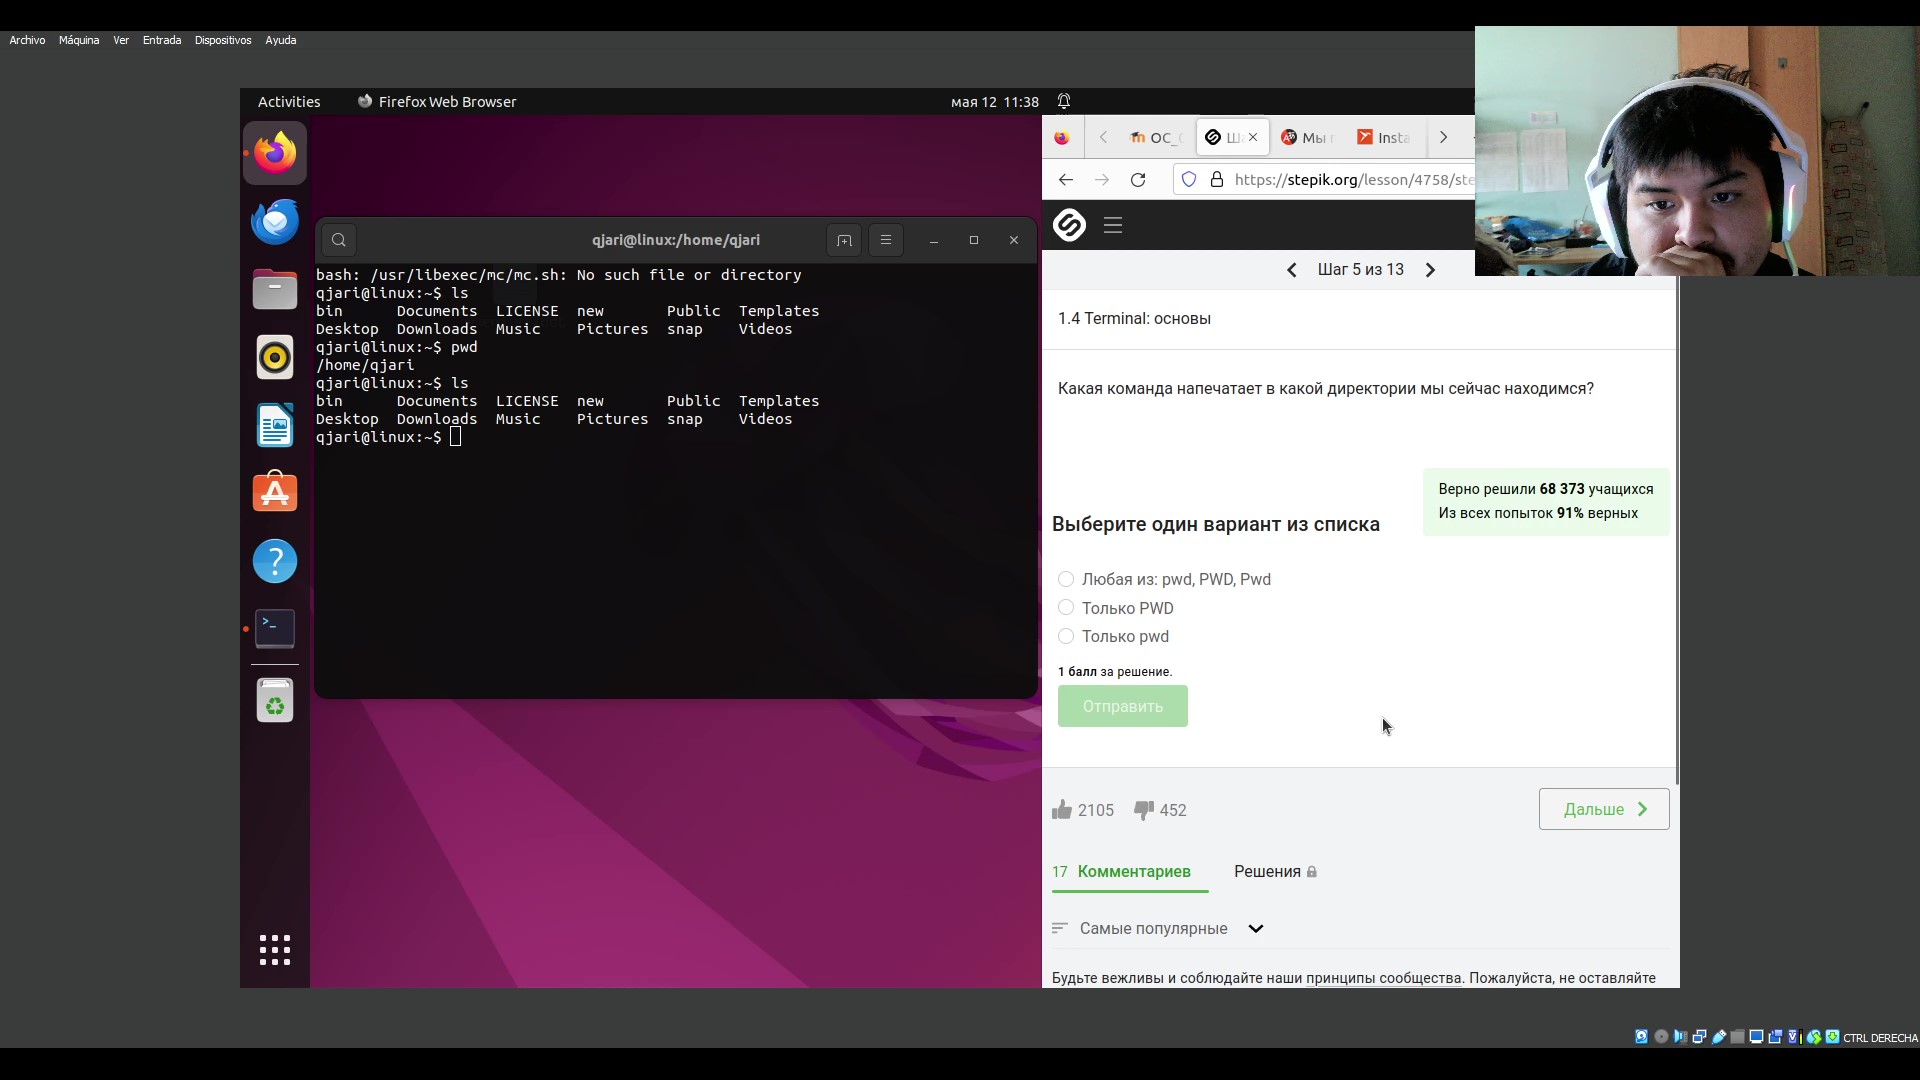 Archivo Máquina Ver Entrada Dispositivos Ayuda
Activities Firefox Web Browser мая 12 11:38
qjari@linux:/home/qjari
bash: /usr/libexec/mc/mc.sh: No such file or directory
qjari@linux:~$ ls
bin Documents LICENSE new Public Templates
Desktop Downloads Music Pictures snap Videos
qjari@linux:~$ pwd
/home/qjari
qjari@linux:~$ ls
bin Documents LICENSE new Public Templates
Desktop Downloads Music Pictures snap Videos
qjari@linux:~$
ОС_ Ша Мы Insta
https://stepik.org/lesson/4758/ste
Шаг 5 из 13
1.4 Terminal: основы
Какая команда напечатает в какой директории мы сейчас находимся?
Верно решили 68 373 учащихся
Из всех попыток 91% верных
Выберите один вариант из списка
Любая из: pwd, PWD, Pwd
Только PWD
Только pwd
1 балл за решение.
Отправить
2105 452
Дальше
17 Комментариев Решения
Самые популярные
Будьте вежливы и соблюдайте наши принципы сообщества. Пожалуйста, не оставляйте
CTRL DERECHA